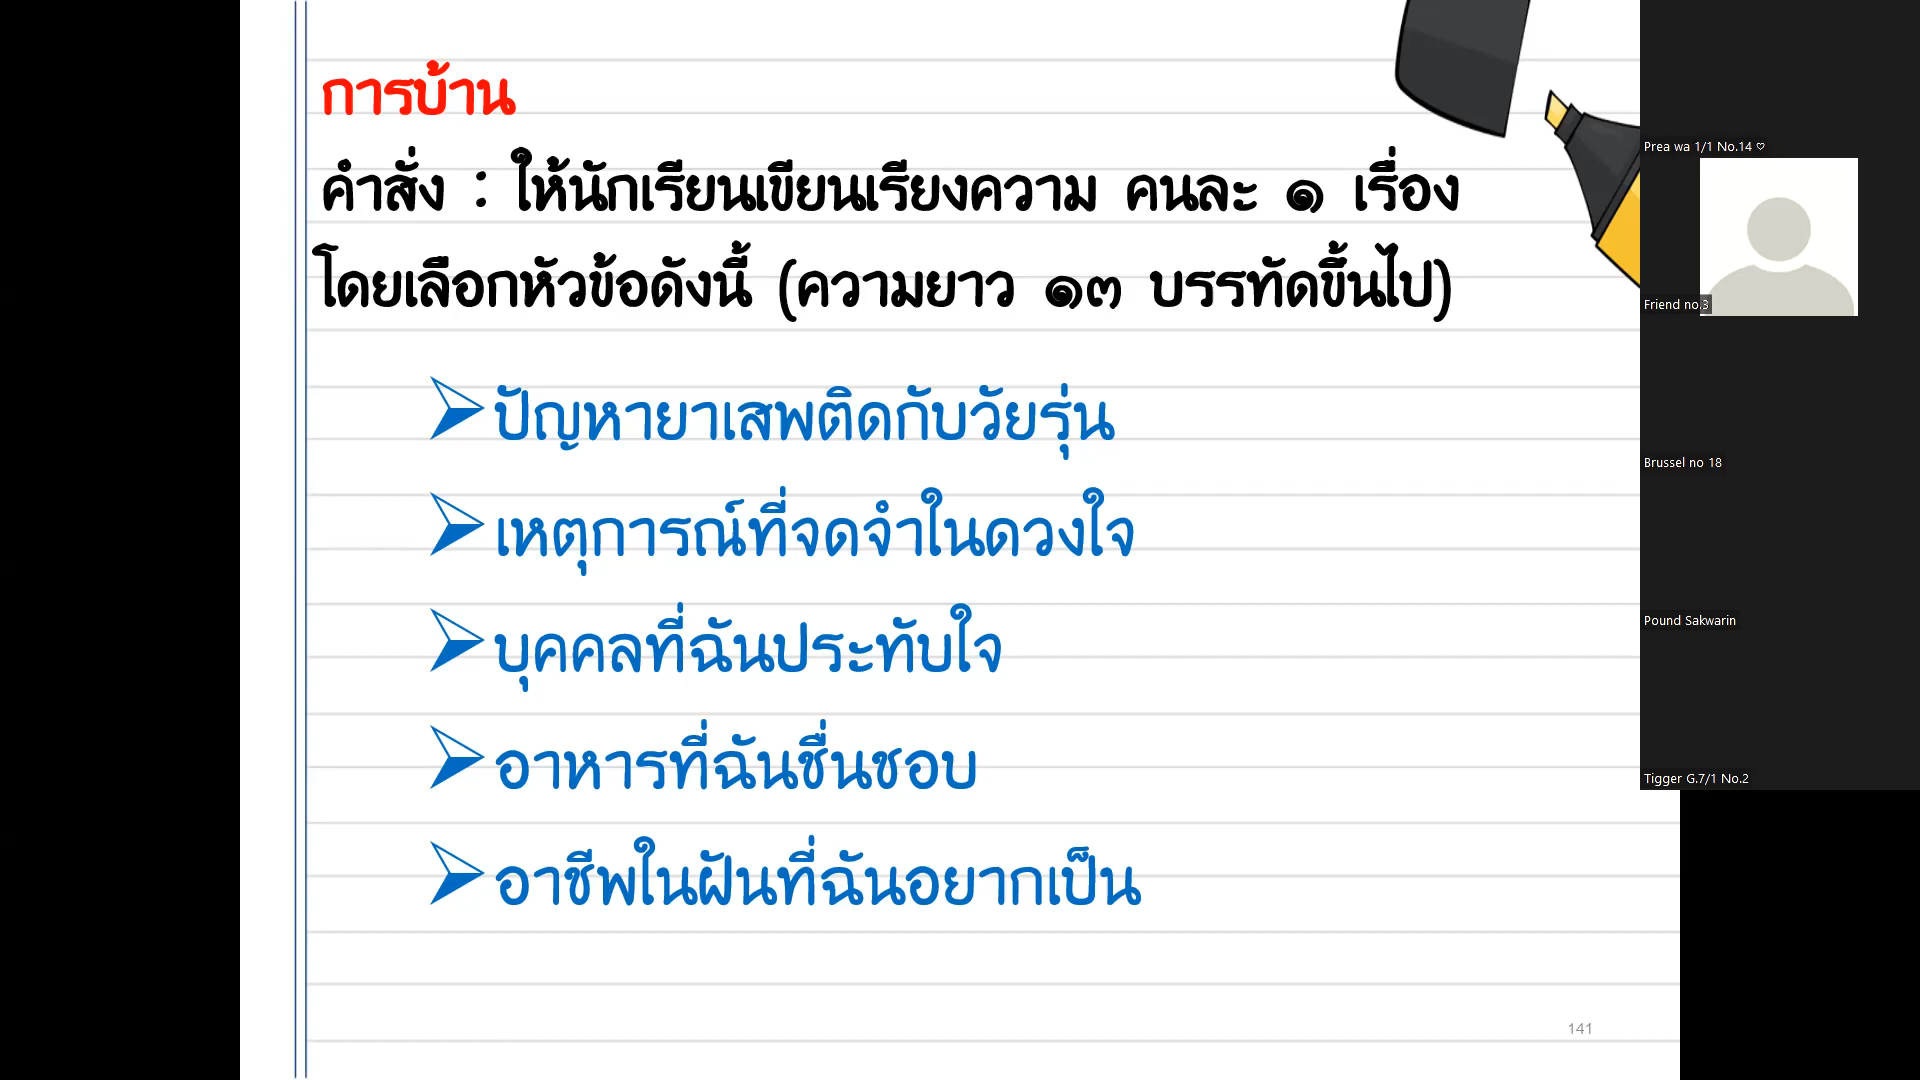 การบ้าน
คำสั่ง : ให้นักเรียนเขียนเรียงความ คนละ ๑ เรื่อง
โดยเลือกหัวข้อดังนี้ (ความยาว ๑๓ บรรทัดขึ้นไป)
ปัญหายาเสพติดกับวัยรุ่น
เหตุการณ์ที่จดจำในดวงใจ
บุคคลที่ฉันประทับใจ
อาหารที่ฉันชื่นชอบ
อาชีพในฝันที่ฉันอยากเป็น
141
Prea wa 1/1 No.14 ♡
Friend no.3
Brussel no 18
Pound Sakwarin
Tigger G.7/1 No.2